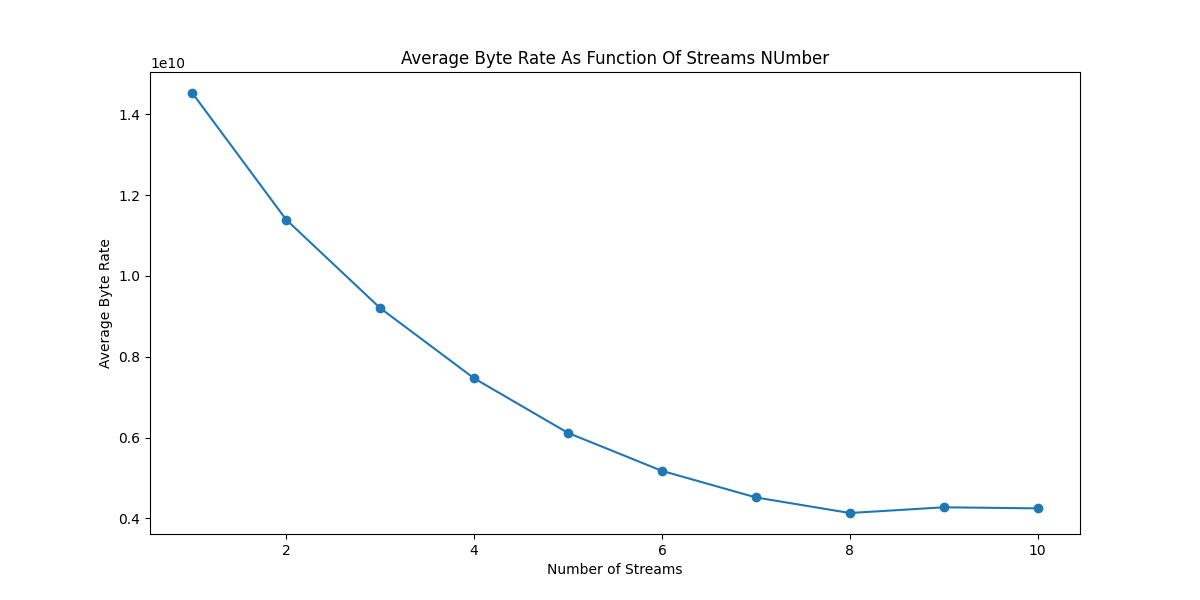 Average Byte Rate As Function Of Streams NUmber
1e10
1.4
1.2
1.0
0.8
0.6
0.4
Average Byte Rate
2
4
6
8
10
Number of Streams